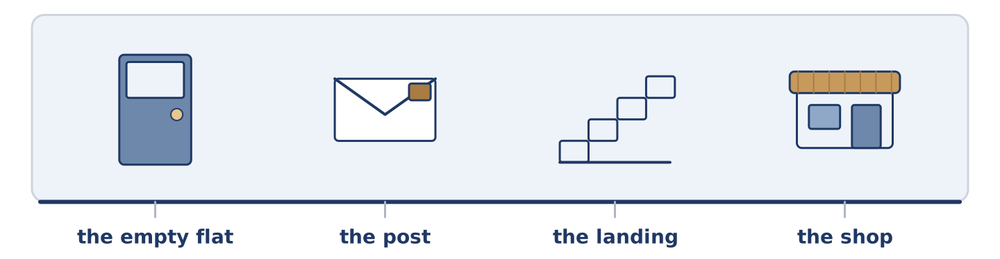 the empty flat
the post
the landing
the shop